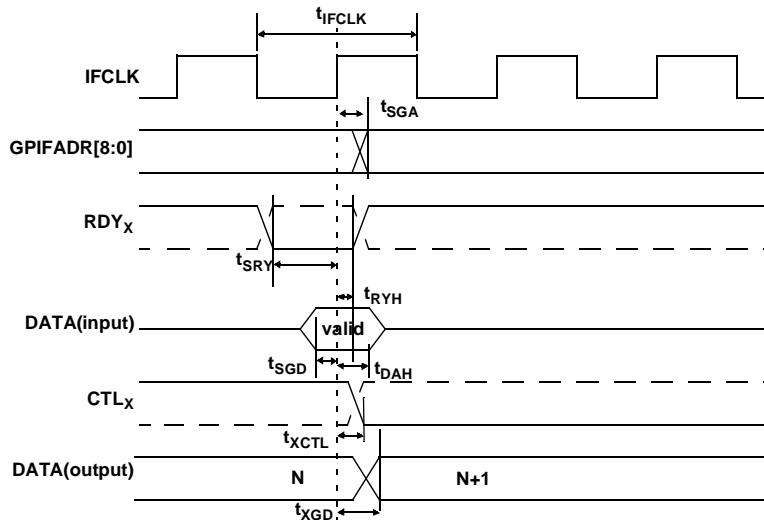 tIFCLK
IFCLK
tSGA
GPIFADR[8:0]
RDYX
tSRY
tRYH
DATA(input)
valid
tSGD
tDAH
CTLX
tXCTL
DATA(output)
N
N+1
tXGD